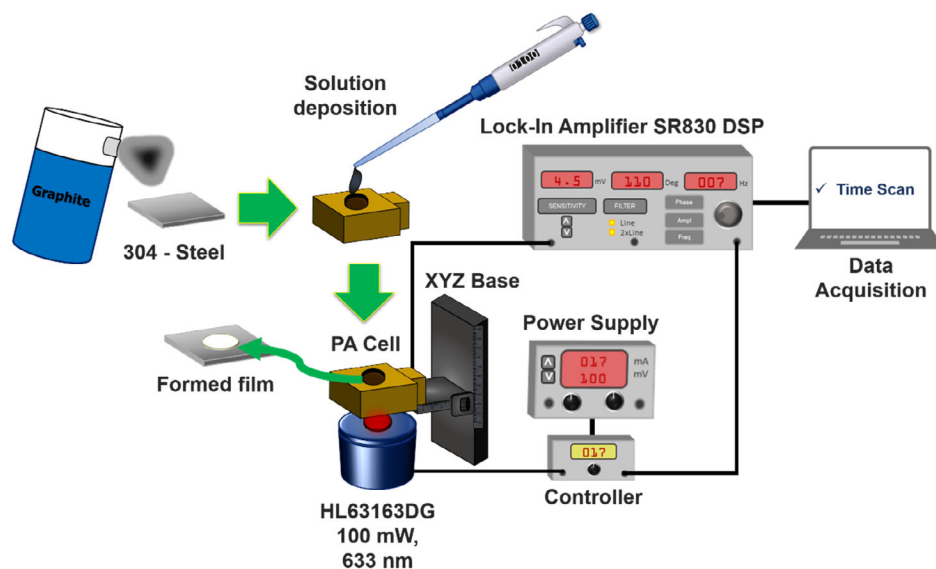 Solution
deposition
0100
Graphite
304 - Steel
Lock-In Amplifier SR830 DSP
4.5 mV 110 Deg 007 Hz
SENSITIVITY
FILTER
Line
2xLine
Phase
Ampl
Freq
✓ Time Scan
Data
Acquisition
XYZ Base
PA Cell
Formed film
Power Supply
017 mA
100 mV
017
Controller
HL63163DG
100 mW,
633 nm